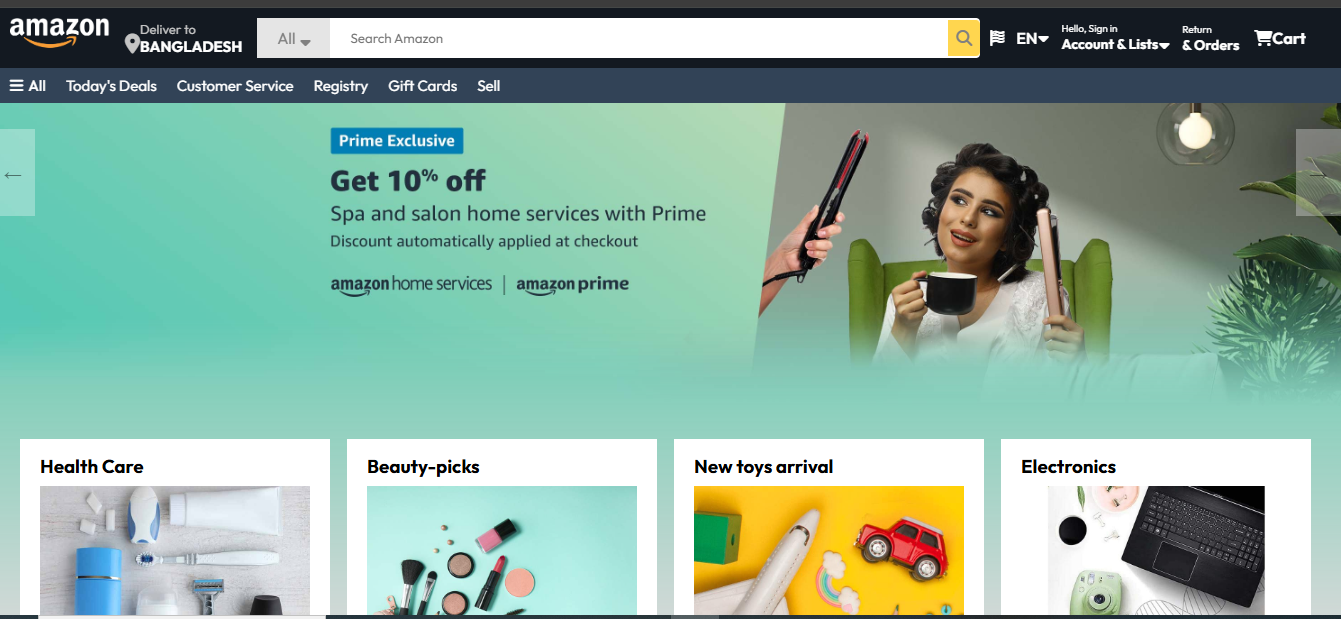 amazon
Deliver to
BANGLADESH
All
Search Amazon
EN
Hello, Sign in
Account & Lists
Return
& Orders
Cart
All
Today's Deals
Customer Service
Registry
Gift Cards
Sell
Prime Exclusive
Get 10% off
Spa and salon home services with Prime
Discount automatically applied at checkout
amazon home services | amazon prime
←
→
Health Care
Beauty-picks
New toys arrival
Electronics